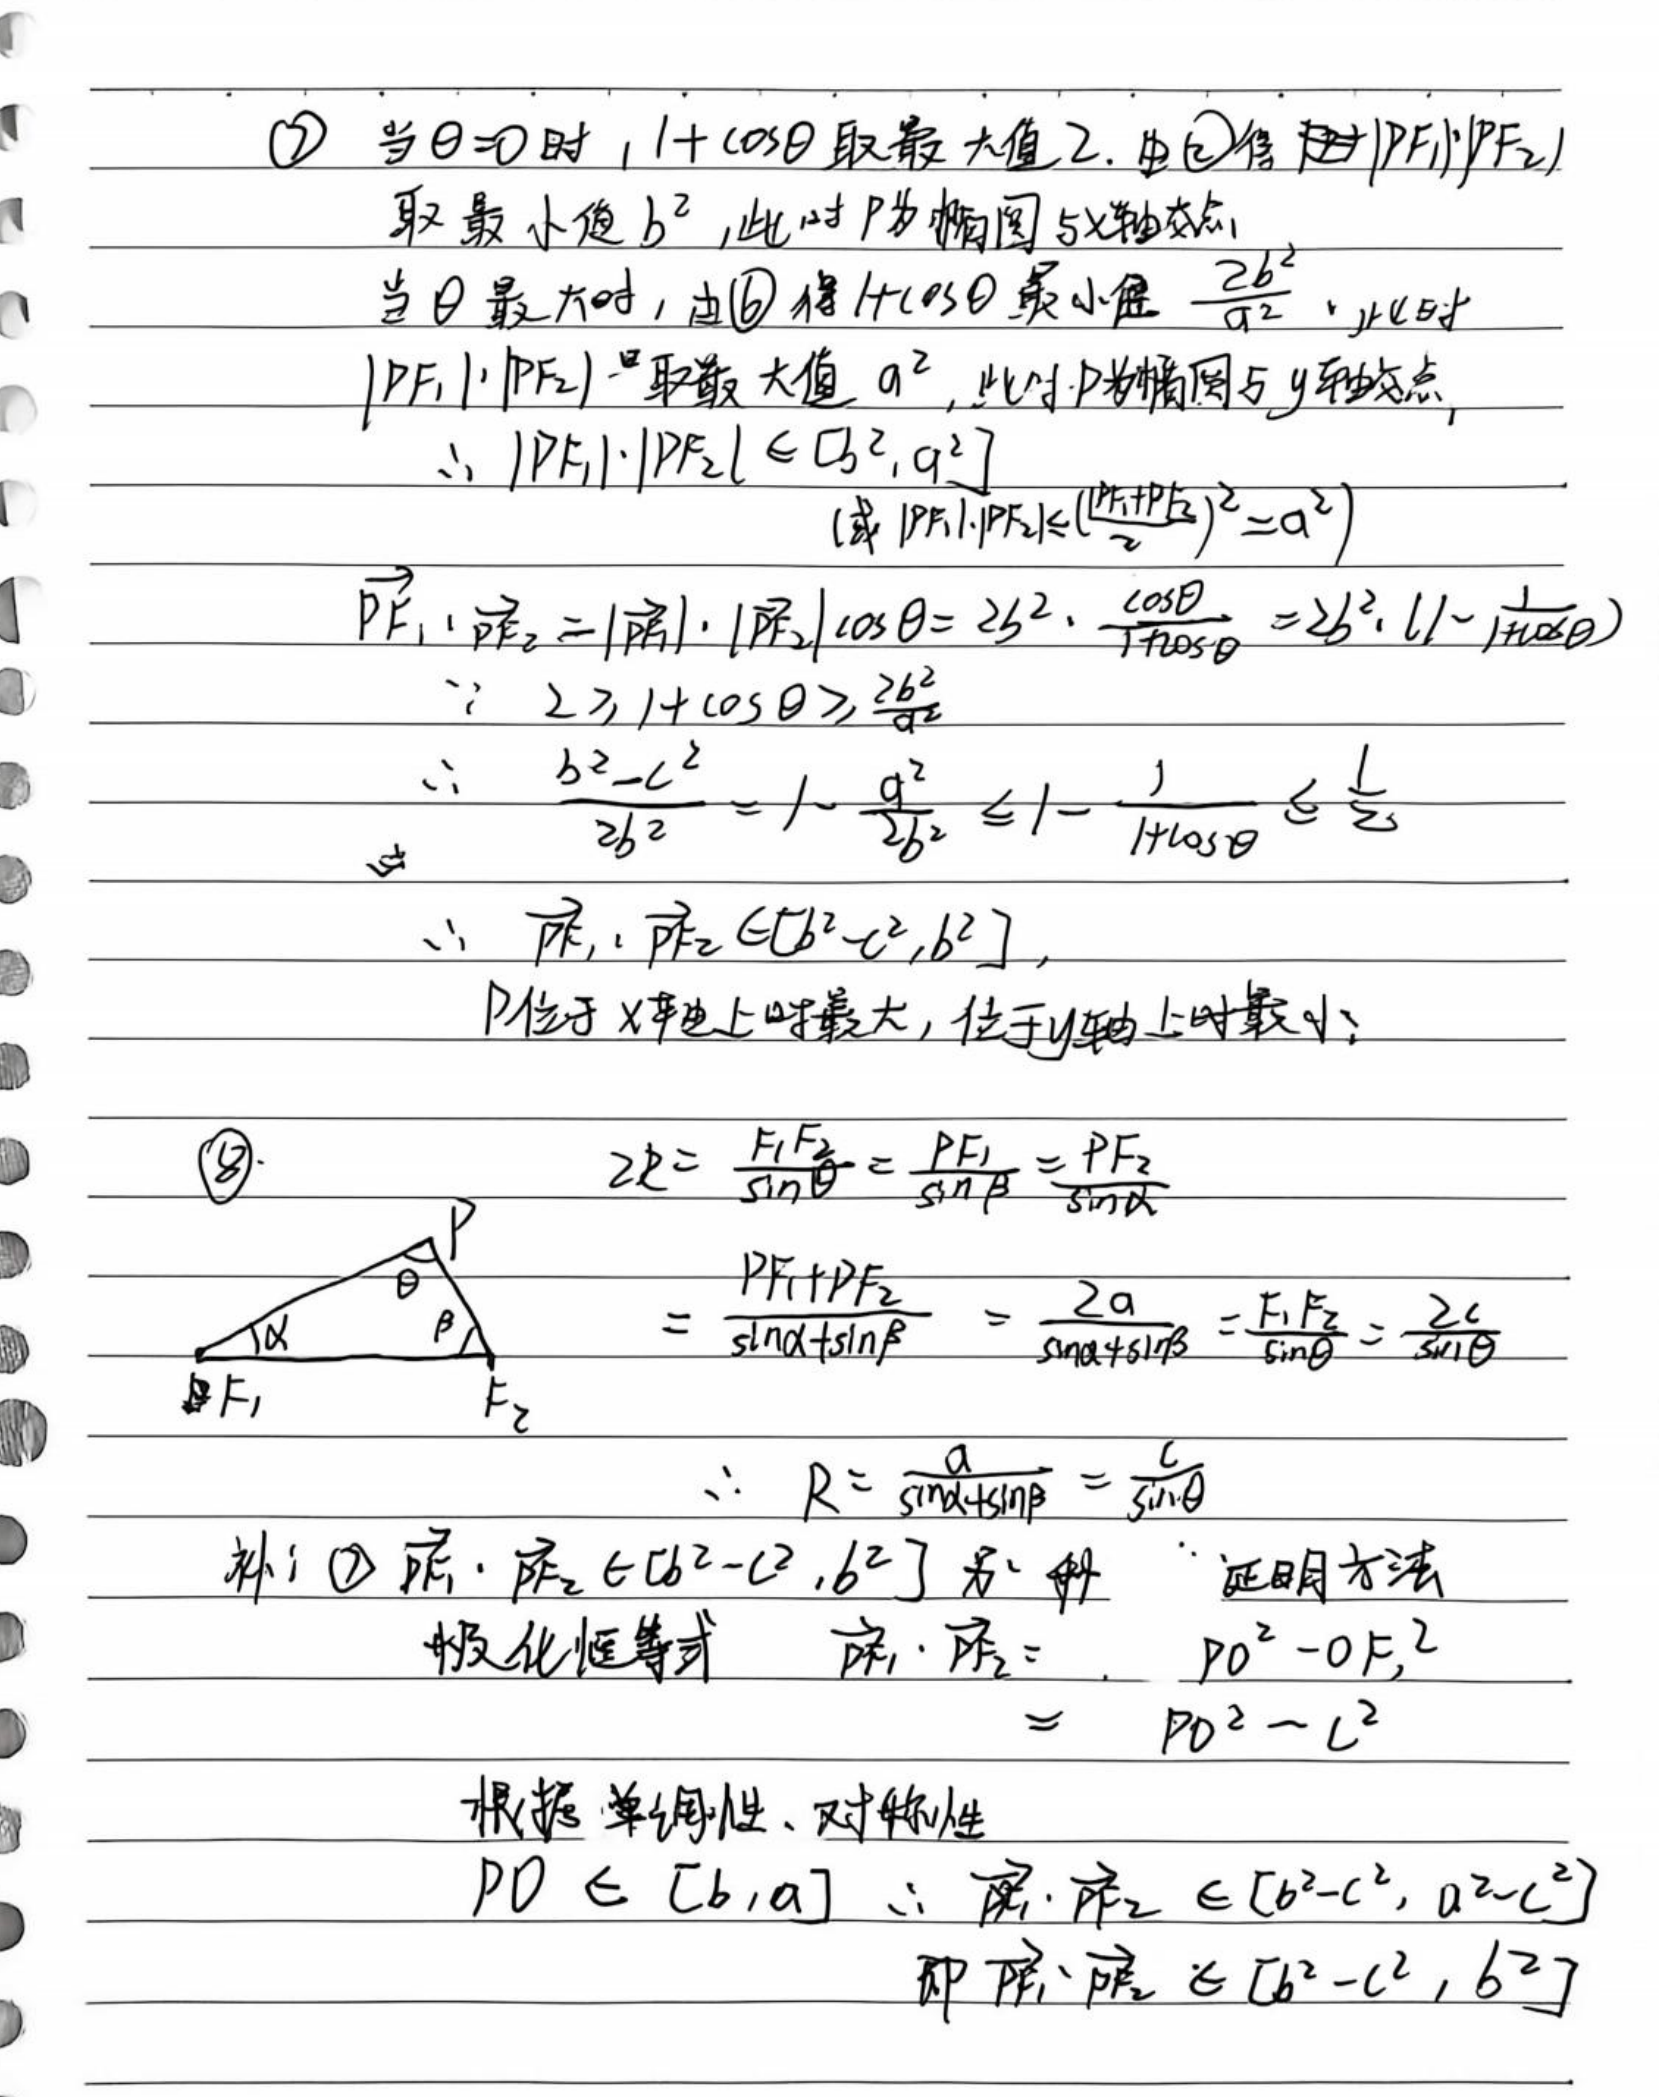 ⑦ 当θ=0时,1+cosθ取最大值2.由②得 |PF₁|·|PF₂|
取最小值b²,此时P为椭圆与x轴交点
当θ最大时,由⑥得1+cosθ最小值 2b²/a²,此时
|PF₁|·|PF₂| 取最大值 a²,此时P为椭圆与y轴交点,
∴ |PF₁|·|PF₂| ∈ [b²,a²]
(或 |PF₁|·|PF₂| ≤ ((PF₁+PF₂)/2)² = a²)
PF₁·PF₂ = |PF₁|·|PF₂|cosθ = 2b²·cosθ/(1+cosθ) = 2b²·(1-1/(1+cosθ))
∵ 2 ≥ 1+cosθ ≥ 2b²/a²
∴ (b²-c²)/2b² = 1-a²/2b² ≤ 1-1/(1+cosθ) ≤ 1/2
∴ PF₁·PF₂ ∈ [b²-c²,b²],
P位于x轴上时最大,位于y轴上时最小;
⑧. 2R = F₁F₂/sinθ = PF₁/sinβ = PF₂/sinα
P
θ
α β
F₁ F₂
= (PF₁+PF₂)/(sinα+sinβ) = 2a/(sinα+sinβ) = F₁F₂/sinθ = 2c/sinθ
∴ R = a/(sinα+sinβ) = c/sinθ
补:⑦ PF₁·PF₂ ∈ [b²-c²,b²] 另一种 证明方法
极化恒等式 PF₁·PF₂ = PO²-OF₁²
= PO²-c²
根据单调性、对称性
PO ∈ [b,a] ∴ PF₁·PF₂ ∈ [b²-c²,a²-c²]
即 PF₁·PF₂ ∈ [b²-c²,b²]